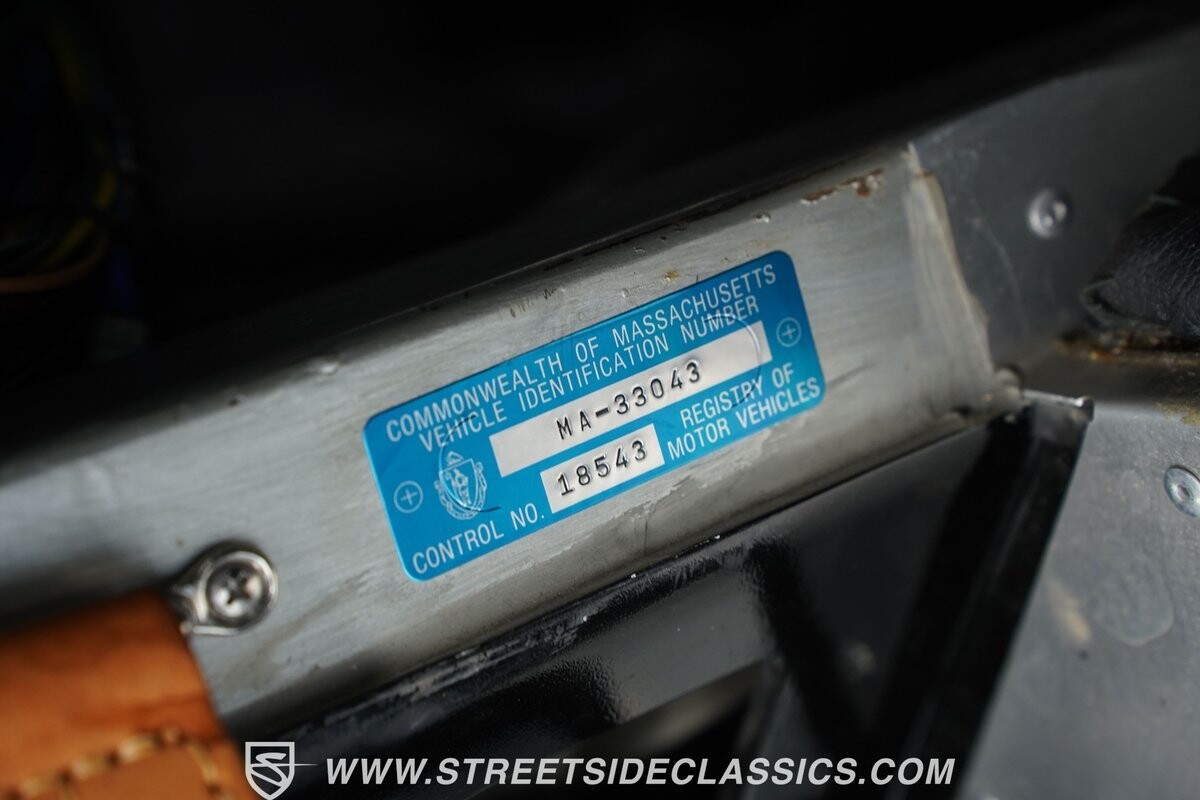 COMMONWEALTH OF MASSACHUSETTS
VEHICLE IDENTIFICATION NUMBER
MA-33043
18543
REGISTRY OF
MOTOR VEHICLES
CONTROL NO.
WWW.STREETSIDECLASSICS.COM